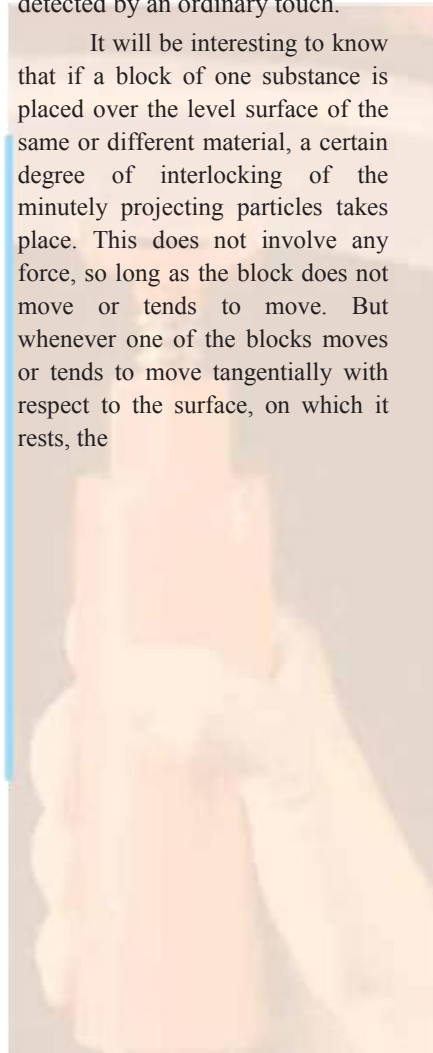 detected by an ordinary touch.
It will be interesting to know
that if a block of one substance is
placed over the level surface of the
same or different material, a certain
degree of interlocking of the
minutely projecting particles takes
place. This does not involve any
force, so long as the block does not
move or tends to move. But
whenever one of the blocks moves
or tends to move tangentially with
respect to the surface, on which it
rests, the